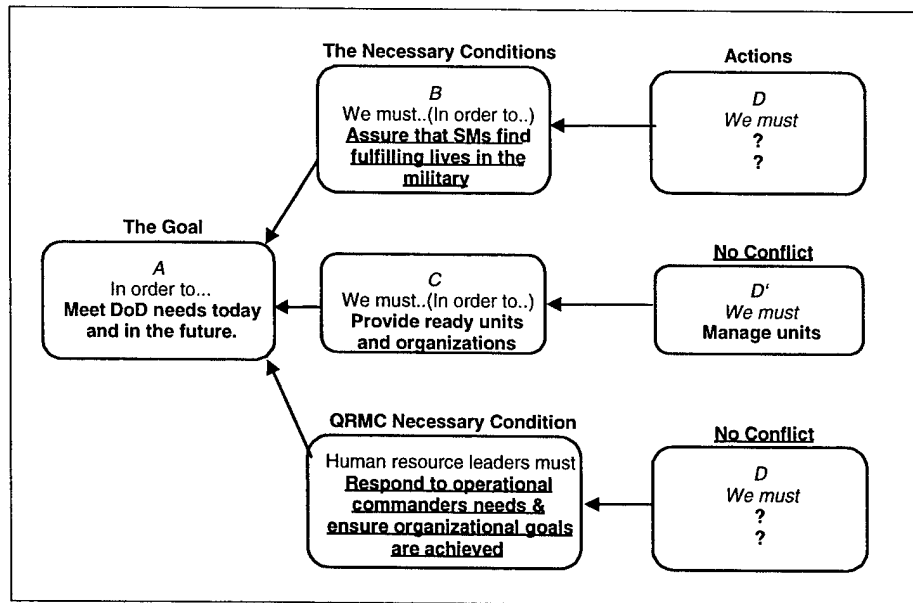 The Necessary Conditions
B
We must..(In order to..)
Assure that SMs find
fulfilling lives in the
military
Actions
D
We must
?
?
The Goal
A
In order to...
Meet DoD needs today
and in the future.
C
We must..(In order to..)
Provide ready units
and organizations
No Conflict
D'
We must
Manage units
QRMC Necessary Condition
Human resource leaders must
Respond to operational
commanders needs &
ensure organizational goals
are achieved
No Conflict
D
We must
?
?